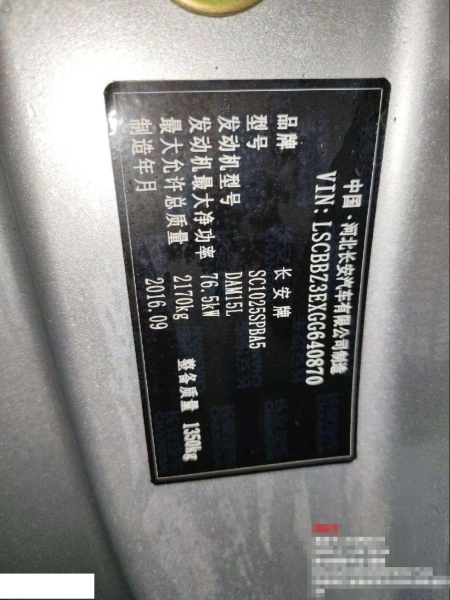 中国·河北长安汽车有限公司制造
VIN: LSCBBZ3EXGG640870
品牌 长安牌
型号 SC1025SPBA5
发动机型号 DAM15L
发动机最大净功率 76.5kW
最大允许总质量 2170kg 整备质量 1350kg
制造年月 2016.09